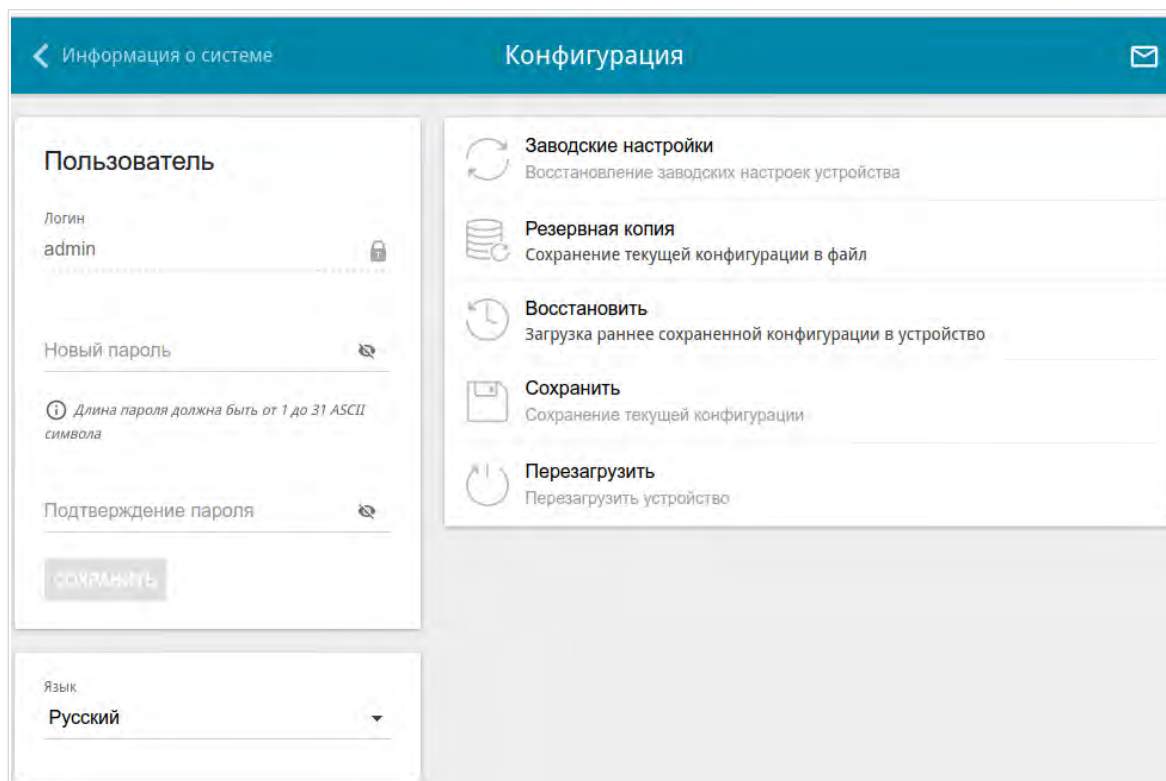 Информация о системе
Конфигурация
Пользователь
Логин
admin
Новый пароль
Длина пароля должна быть от 1 до 31 ASCII
символа
Подтверждение пароля
СОХРАНИТЬ
Язык
Русский
Заводские настройки
Восстановление заводских настроек устройства
Резервная копия
Сохранение текущей конфигурации в файл
Восстановить
Загрузка раннее сохраненной конфигурации в устройство
Сохранить
Сохранение текущей конфигурации
Перезагрузить
Перезагрузить устройство